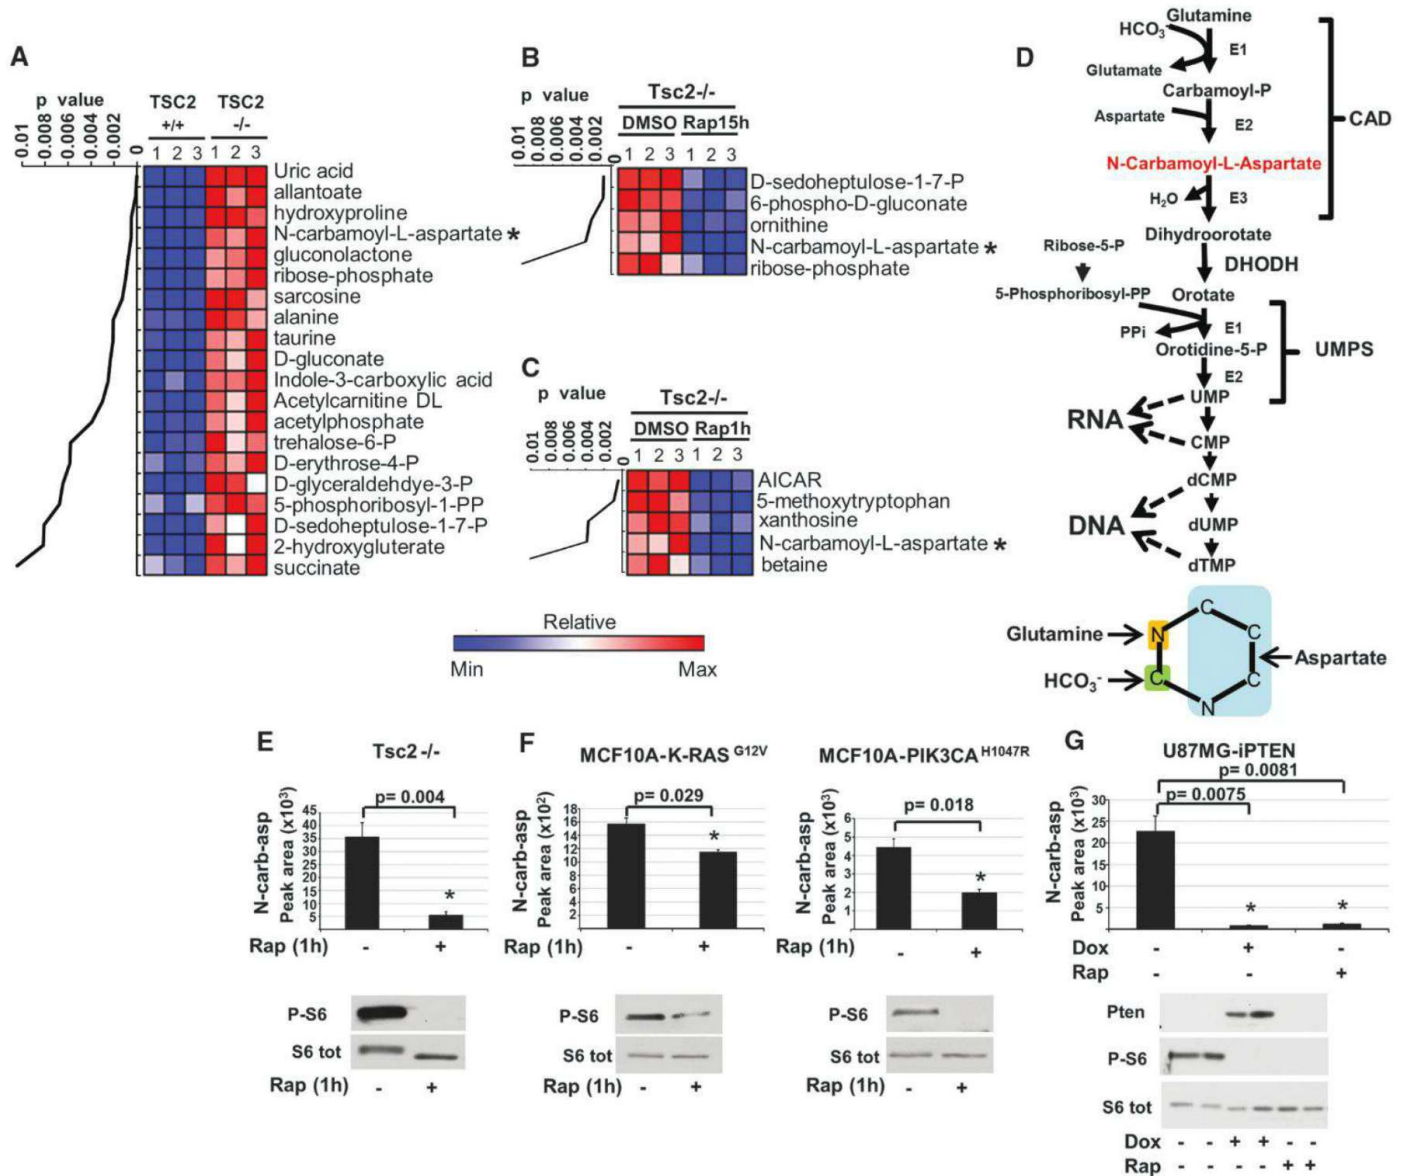 A
p value
0.01
0.008
0.006
0.004
0.002
0
TSC2 +/+
TSC2 -/-
1 2 3 1 2 3
Uric acid
allantoate
hydroxyproline
N-carbamoyl-L-aspartate *
gluconolactone
ribose-phosphate
sarcosine
alanine
taurine
D-gluconate
Indole-3-carboxylic acid
Acetylcarnitine DL
acetylphosphate
trehalose-6-P
D-erythrose-4-P
D-glyceraldehdye-3-P
5-phosphoribosyl-1-PP
D-sedoheptulose-1-7-P
2-hydroxygluterate
succinate
B
p value
0.01
0.008
0.006
0.004
0.002
0
Tsc2-/-
DMSO Rap15h
1 2 3 1 2 3
D-sedoheptulose-1-7-P
6-phospho-D-gluconate
ornithine
N-carbamoyl-L-aspartate *
ribose-phosphate
C
p value
0.01
0.008
0.006
0.004
0.002
0
Tsc2-/-
DMSO Rap1h
1 2 3 1 2 3
AICAR
5-methoxytryptophan
xanthosine
N-carbamoyl-L-aspartate *
betaine
Relative
Min Max
D
Glutamine
HCO3-
E1
Glutamate
Carbamoyl-P
Aspartate
E2
CAD
N-Carbamoyl-L-Aspartate
H2O
E3
Dihydroorotate
Ribose-5-P
DHODH
5-Phosphoribosyl-PP
Orotate
PPi
E1
Orotidine-5-P
UMPS
E2
UMP
RNA
CMP
dCMP
DNA
dUMP
dTMP
C
Glutamine
N
C
Aspartate
HCO3-
C
C
N
E
Tsc2 -/-
p= 0.004
N-carb-asp
Peak area (x10³)
45
40
35
30
25
20
15
10
5
*
Rap (1h) - +
P-S6
S6 tot
Rap (1h) - +
F
MCF10A-K-RAS G12V
p= 0.029
N-carb-asp
Peak area (x10²)
18
16
14
12
10
8
6
4
2
*
Rap (1h) - +
P-S6
S6 tot
Rap (1h) - +
MCF10A-PIK3CA H1047R
p= 0.018
N-carb-asp
Peak area (x10³)
6
5
4
3
2
1
*
Rap (1h) - +
P-S6
S6 tot
Rap (1h) - +
G
U87MG-iPTEN
p= 0.0081
p= 0.0075
N-carb-asp
Peak area (x10³)
30
25
20
15
10
5
* *
Dox - + -
Rap - - +
Pten
P-S6
S6 tot
Dox - - + + - -
Rap - - - - + +